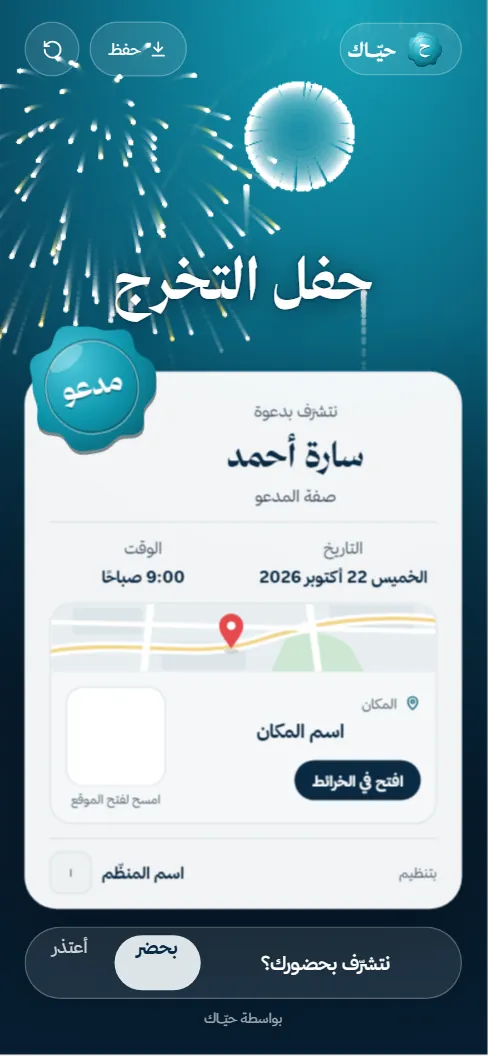 حيّاك
ح
حفظ
حفل التخرج
مدعو
نتشرّف بدعوة
سارة أحمد
صفة المدعو
التاريخ
الوقت
الخميس 22 أكتوبر 2026
9:00 صباحًا
المكان
اسم المكان
افتح في الخرائط
امسح لفتح الموقع
بتنظيم
اسم المنظّم
ا
نتشرّف بحضورك؟
بحضر
أعتذر
بواسطة حيّاك